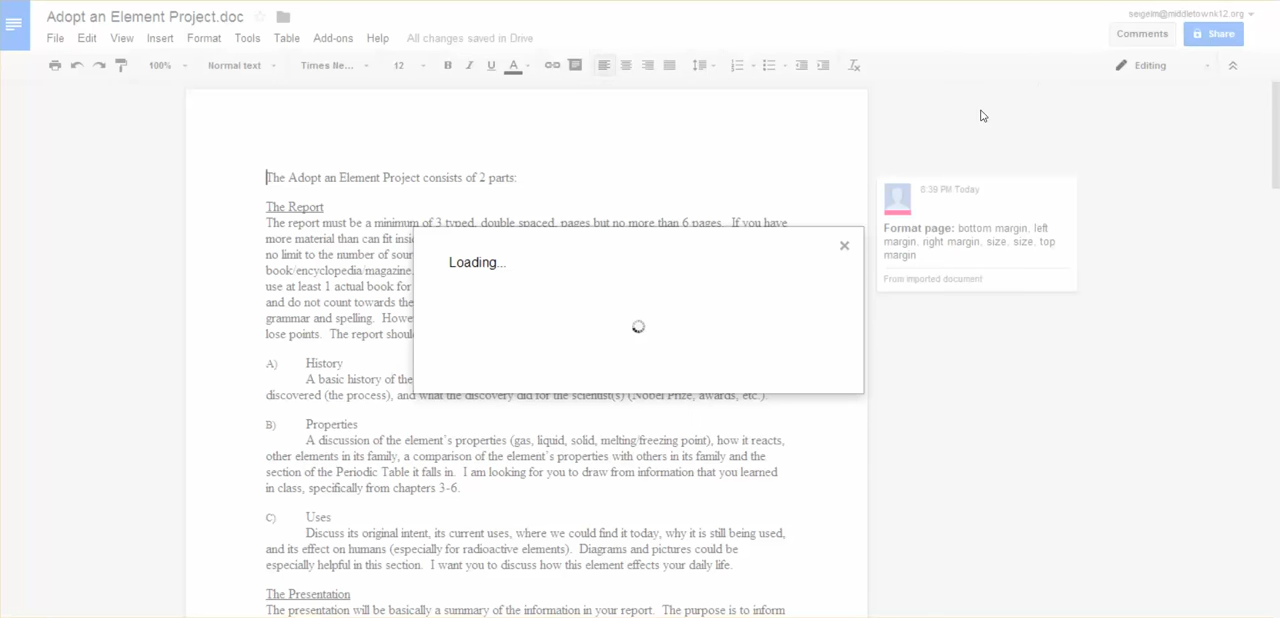 Adopt an Element Project.doc
seigelm@middletownk12.org
File Edit View Insert Format Tools Table Add-ons Help All changes saved in Drive
Comments Share
100% Normal text Times Ne... 12 B I U A Editing
The Adopt an Element Project consists of 2 parts:
The Report
The report must be a minimum of 3 typed, double spaced, pages but no more than 6 pages. If you have
more material than can fit insi
no limit to the number of sour
book/encyclopedia/magazine.
use at least 1 actual book for
and do not count towards the
grammar and spelling. Howe
lose points. The report shoul
A) History
A basic history of the
discovered (the process), and what the discovery did for the scientist(s) (Nobel Prize, awards, etc.).
B) Properties
A discussion of the element's properties (gas, liquid, solid, melting/freezing point), how it reacts,
other elements in its family, a comparison of the element's properties with others in its family and the
section of the Periodic Table it falls in. I am looking for you to draw from information that you learned
in class, specifically from chapters 3-6.
C) Uses
Discuss its original intent, its current uses, where we could find it today, why it is still being used,
and its effect on humans (especially for radioactive elements). Diagrams and pictures could be
especially helpful in this section. I want you to discuss how this element effects your daily life.
The Presentation
The presentation will be basically a summary of the information in your report. The purpose is to inform
Loading...
6:39 PM Today
Format page: bottom margin, left
margin, right margin, size, size, top
margin
From imported document